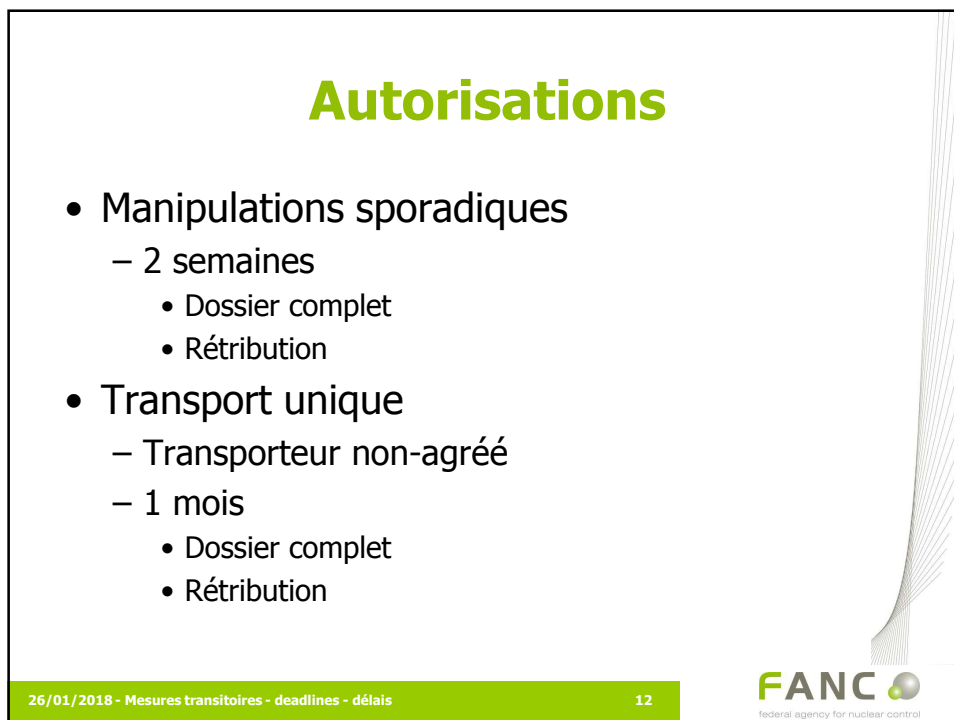 Autorisations
• Manipulations sporadiques
– 2 semaines
• Dossier complet
• Rétribution
• Transport unique
– Transporteur non-agréé
– 1 mois
• Dossier complet
• Rétribution
26/01/2018 - Mesures transitoires - deadlines - délais 12
FANC
federal agency for nuclear control